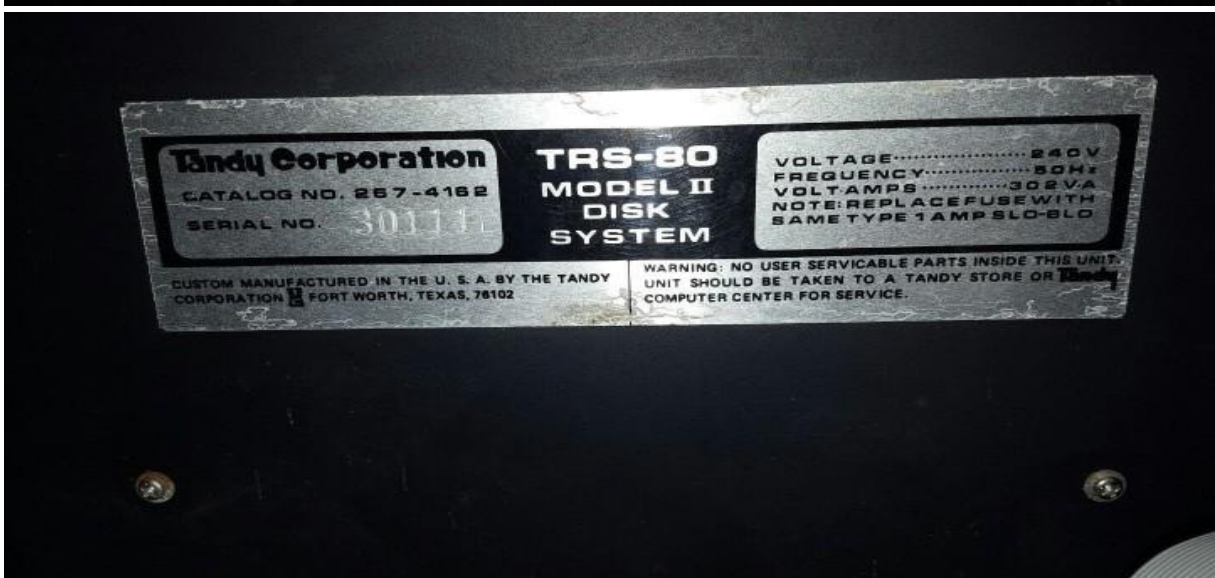 Tandy Corporation
CATALOG NO. 267-4162
SERIAL NO. 30111
TRS-80
MODEL II
DISK
SYSTEM
VOLTAGE····················240V
FREQUENCY···············50Hz
VOLT·AMPS············302VA
NOTE:REPLACE FUSE WITH
SAME TYPE 1 AMP SLO-BLO
CUSTOM MANUFACTURED IN THE U. S. A. BY THE TANDY
CORPORATION FORT WORTH, TEXAS, 76102
WARNING: NO USER SERVICABLE PARTS INSIDE THIS UNIT.
UNIT SHOULD BE TAKEN TO A TANDY STORE OR Tandy
COMPUTER CENTER FOR SERVICE.